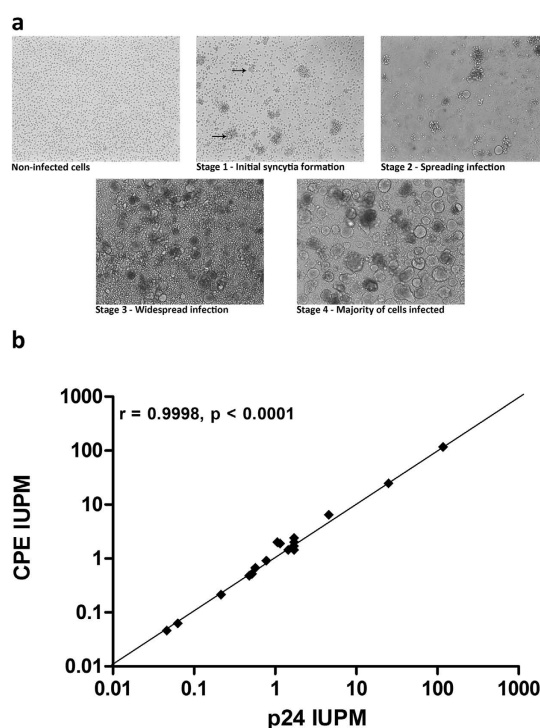 a
Non-infected cells
Stage 1 - Initial syncytia formation
Stage 2 - Spreading infection
Stage 3 - Widespread infection
Stage 4 - Majority of cells infected
b
r = 0.9998, p < 0.0001
CPE IUPM
1000
100
10
1
0.1
0.01
0.01 0.1 1 10 100 1000
p24 IUPM